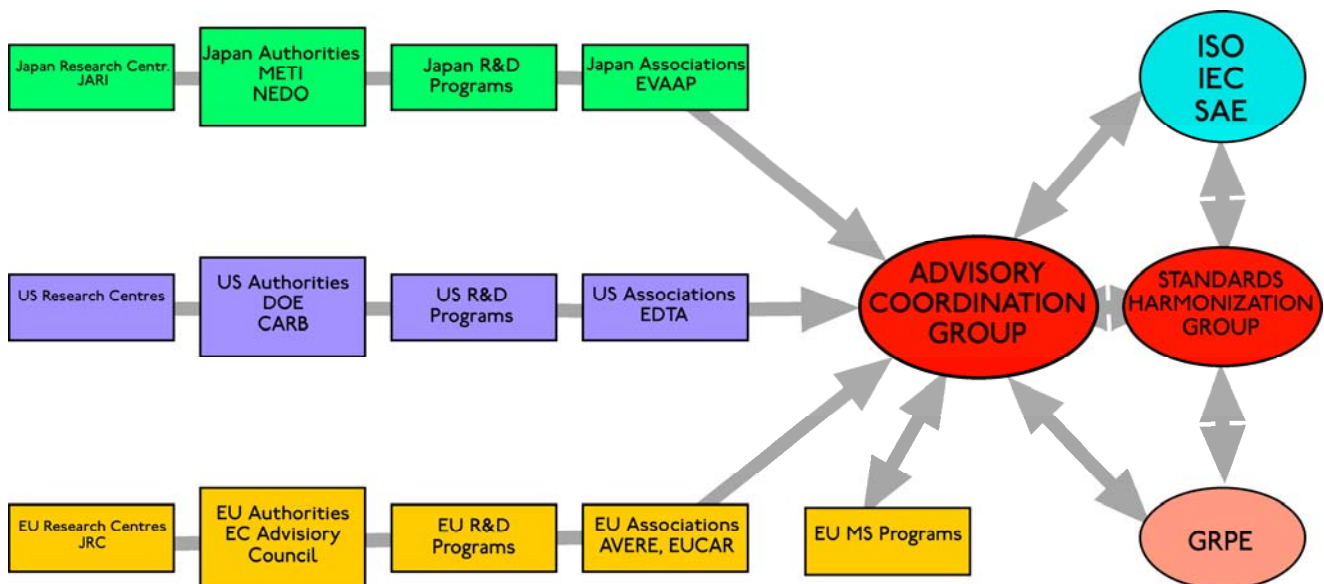 Japan Research Centr.
JARI
Japan Authorities
METI
NEDO
Japan R&D
Programs
Japan Associations
EVAAP
ISO
IEC
SAE
US Research Centres
US Authorities
DOE
CARB
US R&D
Programs
US Associations
EDTA
ADVISORY
COORDINATION
GROUP
STANDARDS
HARMONIZATION
GROUP
EU Research Centres
JRC
EU Authorities
EC Advisiory
Council
EU R&D
Programs
EU Associations
AVERE, EUCAR
EU MS Programs
GRPE